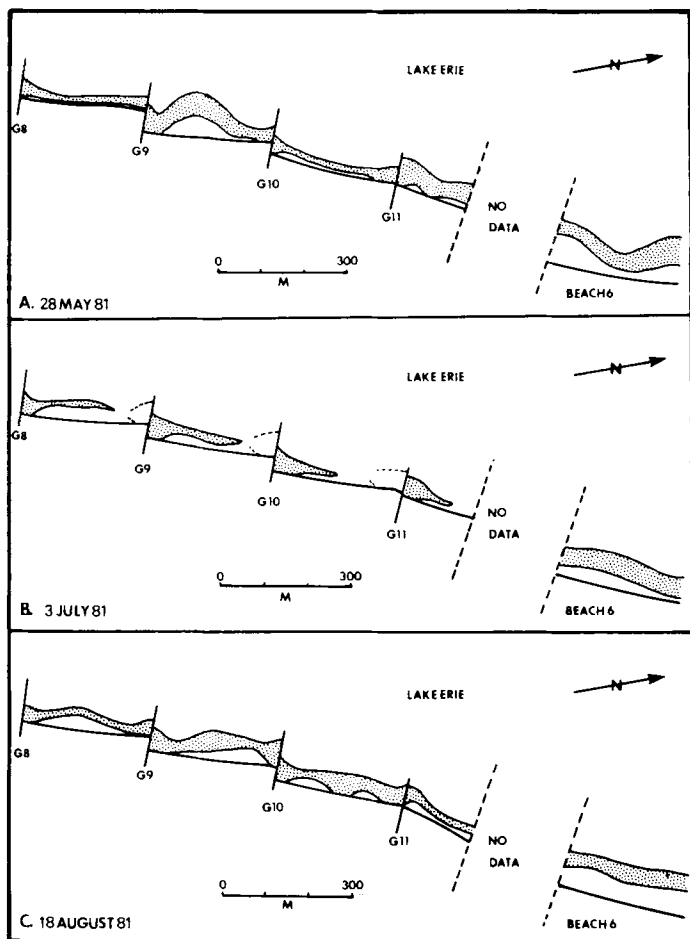 LAKE ERIE
N
G8
G9
G10
G11
NO
DATA
0 300
M
BEACH 6
A. 28 MAY 81
LAKE ERIE
N
G8
G9
G10
G11
NO
DATA
0 300
M
BEACH 6
B. 3 JULY 81
LAKE ERIE
N
G8
G9
G10
G11
NO
DATA
0 300
M
BEACH 6
C. 18 AUGUST 81